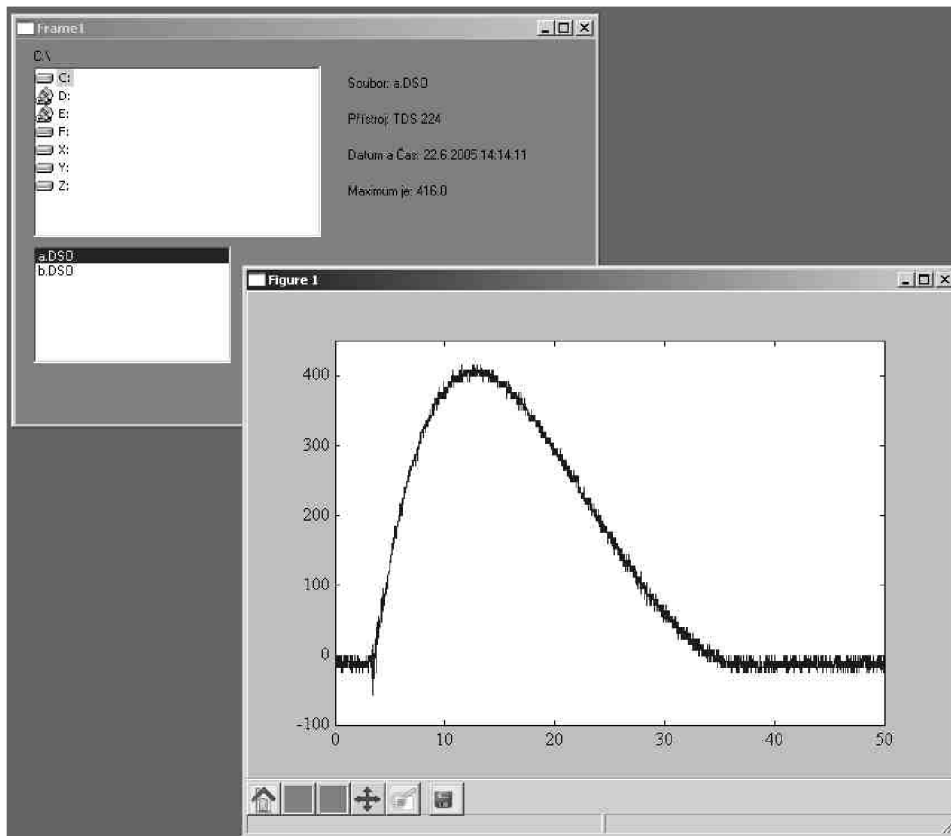 Frame1
C:\
C:
D:
E:
F:
X:
Y:
Z:
Soubor: a.DSO
Přístroj: TDS 224
Datum a Čas: 22.6.2005 14:14.11
Maximum je: 416.0
a.DSO
b.DSO
Figure 1
400
300
200
100
0
-100
0 10 20 30 40 50